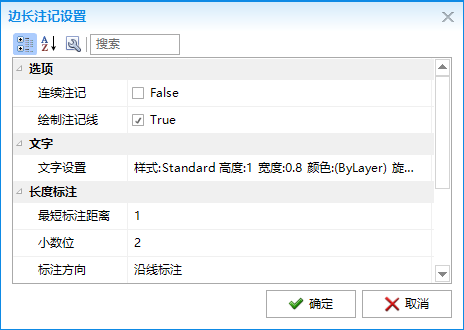 边长注记设置
搜索
选项
连续注记 False
绘制注记线 True
文字
文字设置 样式:Standard 高度:1 宽度:0.8 颜色:(ByLayer) 旋...
长度标注
最短标注距离 1
小数位 2
标注方向 沿线标注
确定 取消